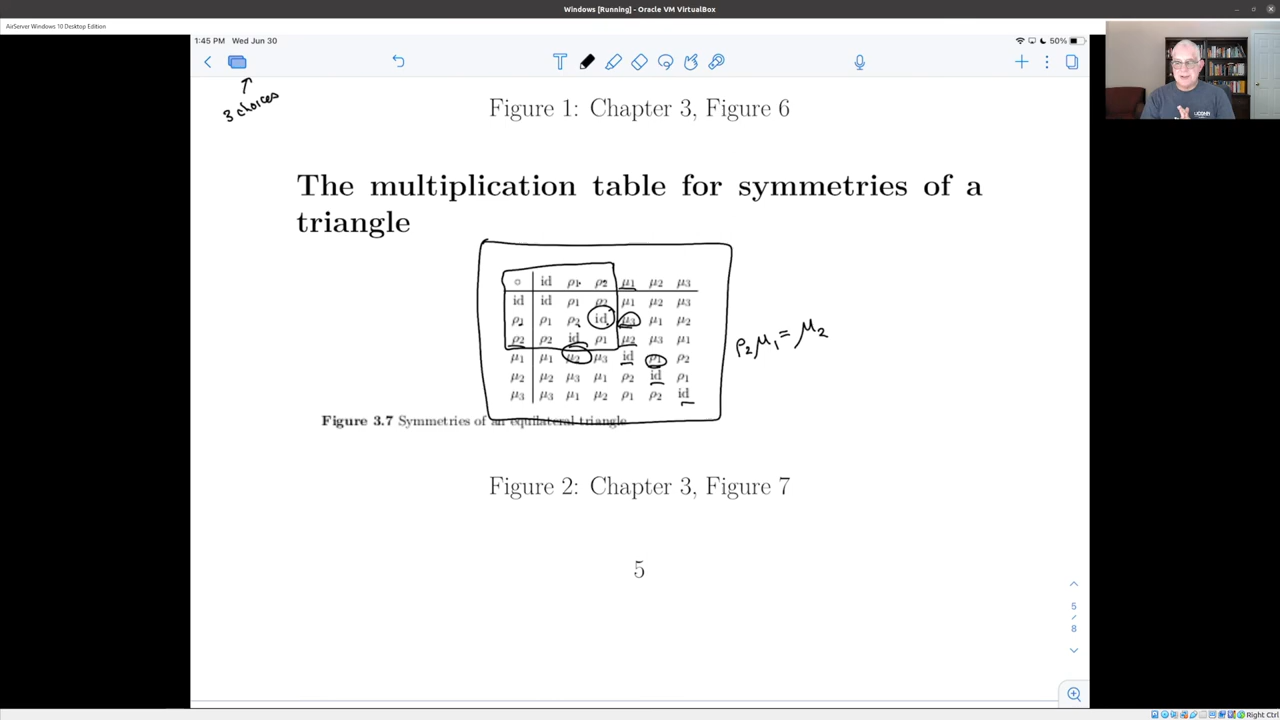 Windows [Running] - Oracle VM VirtualBox
AirServer Windows 10 Desktop Edition
1:45 PM Wed Jun 30
50%
T
3 choices
Figure 1: Chapter 3, Figure 6
The multiplication table for symmetries of a
triangle
∘ id ρ1 ρ2 μ1 μ2 μ3
id id ρ1 ρ2 μ1 μ2 μ3
ρ1 ρ1 ρ2 id μ3 μ1 μ2
ρ2 ρ2 id ρ1 μ2 μ3 μ1
μ1 μ1 μ2 μ3 id ρ1 ρ2
μ2 μ2 μ3 μ1 ρ2 id ρ1
μ3 μ3 μ1 μ2 ρ1 ρ2 id
ρ2 μ1 = μ2
Figure 3.7 Symmetries of an equilateral triangle
Figure 2: Chapter 3, Figure 7
5
5
/
8
UCONN
Right Ctrl